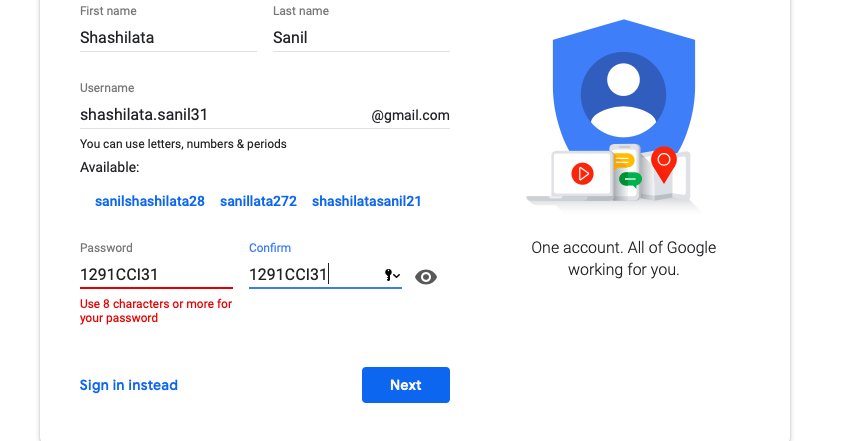 First name Last name
Shashilata Sanil
Username
shashilata.sanil31 @gmail.com
You can use letters, numbers & periods
Available:
sanilshashilata28 sanillata272 shashilatasanil21
Password Confirm
1291CCI31 1291CCI31
Use 8 characters or more for
your password
One account. All of Google
working for you.
Sign in instead Next